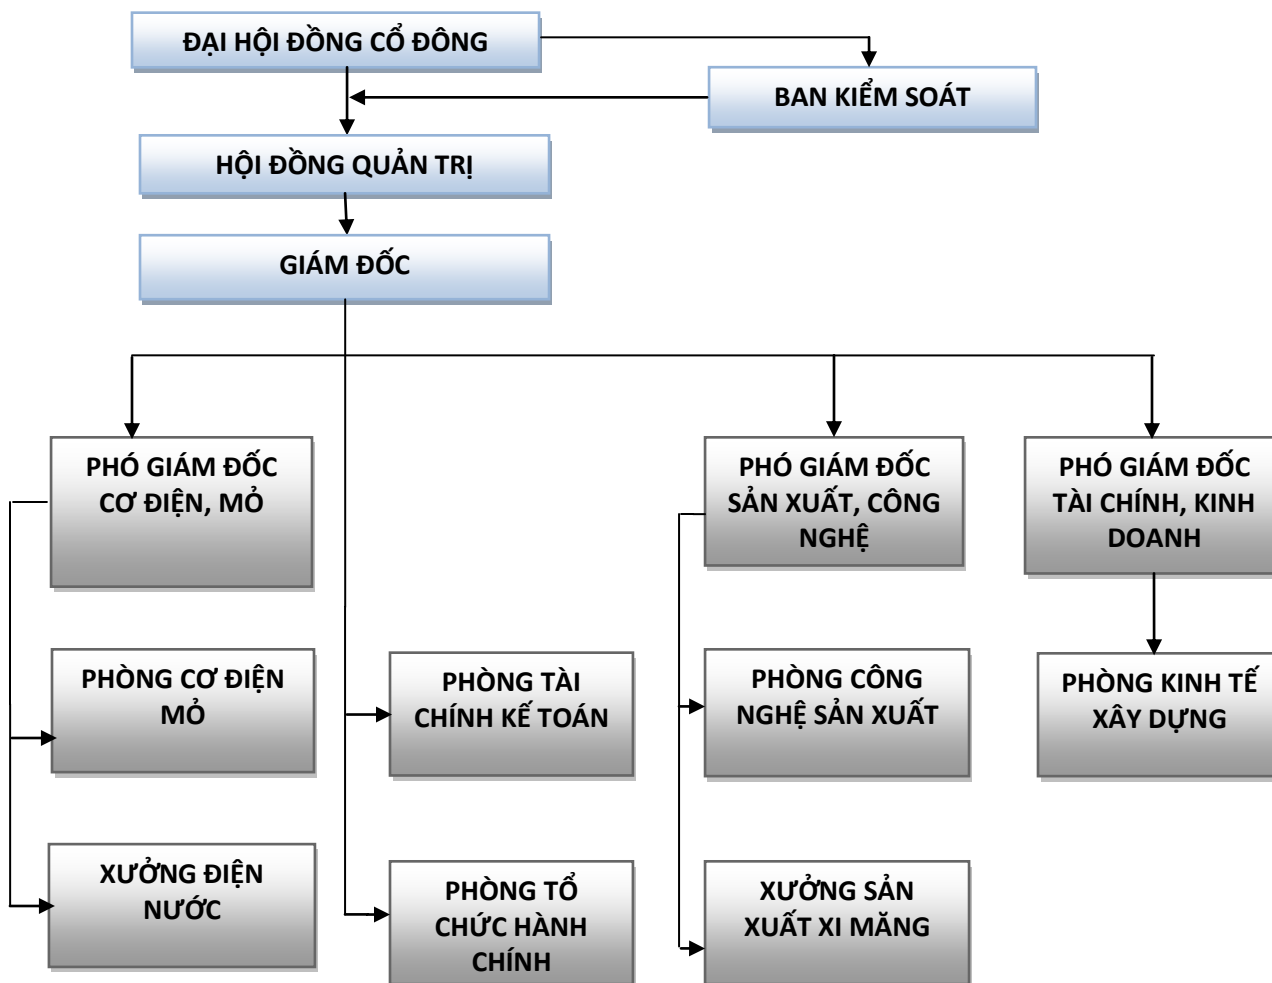 ĐẠI HỘI ĐỒNG CỔ ĐÔNG
BAN KIỂM SOÁT
HỘI ĐỒNG QUẢN TRỊ
GIÁM ĐỐC
PHÓ GIÁM ĐỐC
CƠ ĐIỆN, MỎ
PHÓ GIÁM ĐỐC
SẢN XUẤT, CÔNG
NGHỆ
PHÓ GIÁM ĐỐC
TÀI CHÍNH, KINH
DOANH
PHÒNG CƠ ĐIỆN
MỎ
PHÒNG TÀI
CHÍNH KẾ TOÁN
PHÒNG CÔNG
NGHỆ SẢN XUẤT
PHÒNG KINH TẾ
XÂY DỰNG
XƯỞNG ĐIỆN
NƯỚC
PHÒNG TỔ
CHỨC HÀNH
CHÍNH
XƯỞNG SẢN
XUẤT XI MĂNG